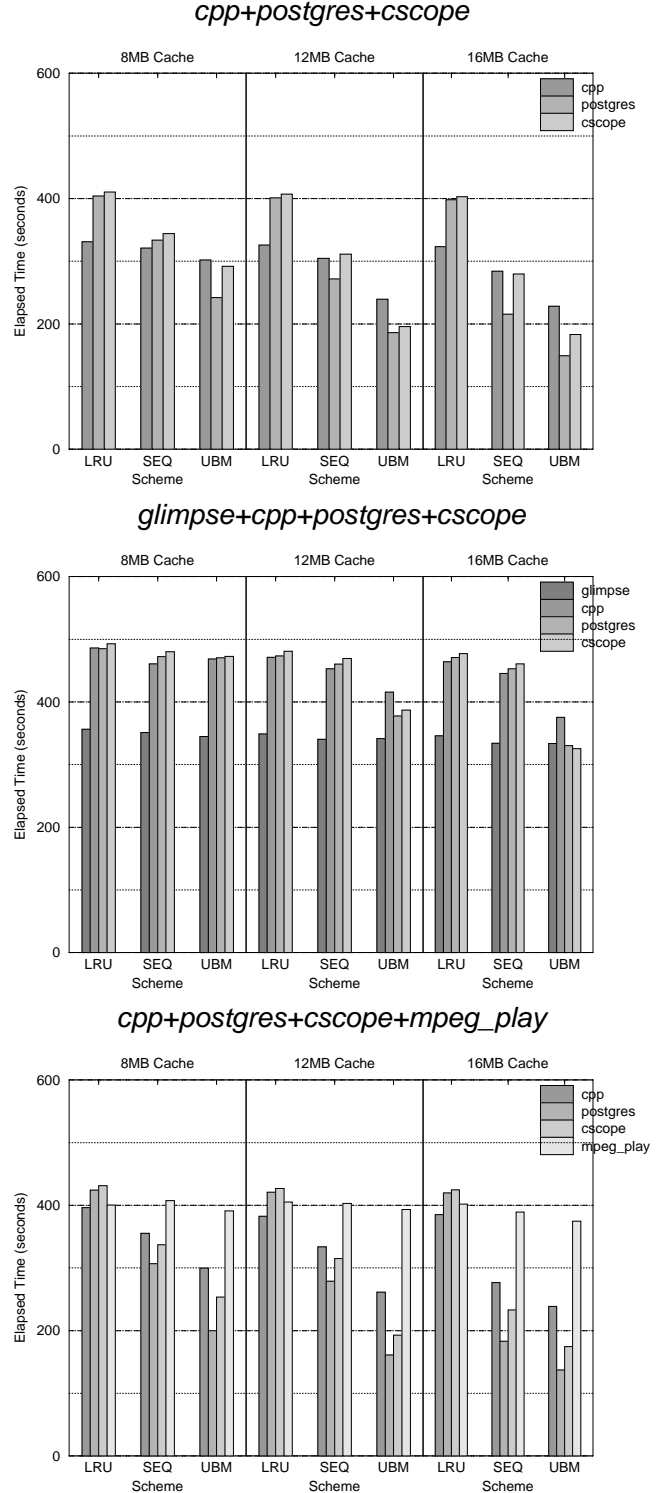 cpp+postgres+cscope
8MB Cache 12MB Cache 16MB Cache
600
cpp
postgres
cscope
400
200
0
Elapsed Time (seconds)
LRU SEQ UBM LRU SEQ UBM LRU SEQ UBM
Scheme Scheme Scheme
glimpse+cpp+postgres+cscope
8MB Cache 12MB Cache 16MB Cache
600
glimpse
cpp
postgres
cscope
400
200
0
Elapsed Time (seconds)
LRU SEQ UBM LRU SEQ UBM LRU SEQ UBM
Scheme Scheme Scheme
cpp+postgres+cscope+mpeg_play
8MB Cache 12MB Cache 16MB Cache
600
cpp
postgres
cscope
mpeg_play
400
200
0
Elapsed Time (seconds)
LRU SEQ UBM LRU SEQ UBM LRU SEQ UBM
Scheme Scheme Scheme